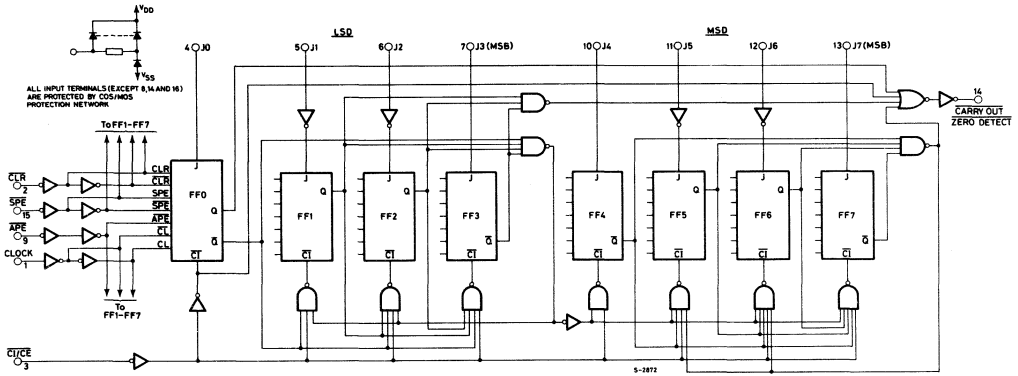 VDD
VSS
ALL INPUT TERMINALS (EXCEPT 8,14 AND 16)
ARE PROTECTED BY COS/MOS
PROTECTION NETWORK
LSD
MSD
4 J0
5 J1
6 J2
7 J3 (MSB)
10 J4
11 J5
12 J6
13 J7 (MSB)
14
CARRY OUT
ZERO DETECT
To FF1-FF7
CLR
2
SPE
15
APE
9
CLOCK
1
CLR
CLR
SPE
SPE
APE
CL
CL
J
FF0
Q
Q
CI
J
FF1
Q
CI
J
FF2
Q
CI
J
FF3
Q
CI
J
FF4
Q
CI
J
FF5
Q
CI
J
FF6
Q
CI
J
FF7
Q
CI
To
FF1-FF7
CI/CE
3
S-2872